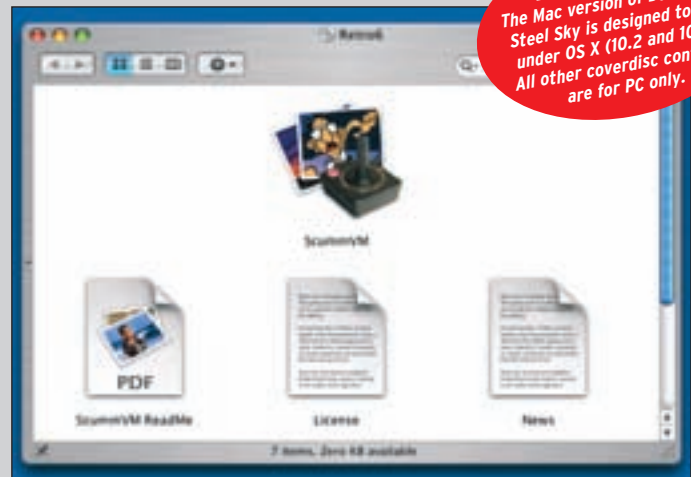 The Mac version of
Steel Sky is designed to
under OS X (10.2 and 10
All other coverdisc con
are for PC only.
Retro6
ScummVM
PDF
ScummVM ReadMe
License
News
7 items, Zero KB available